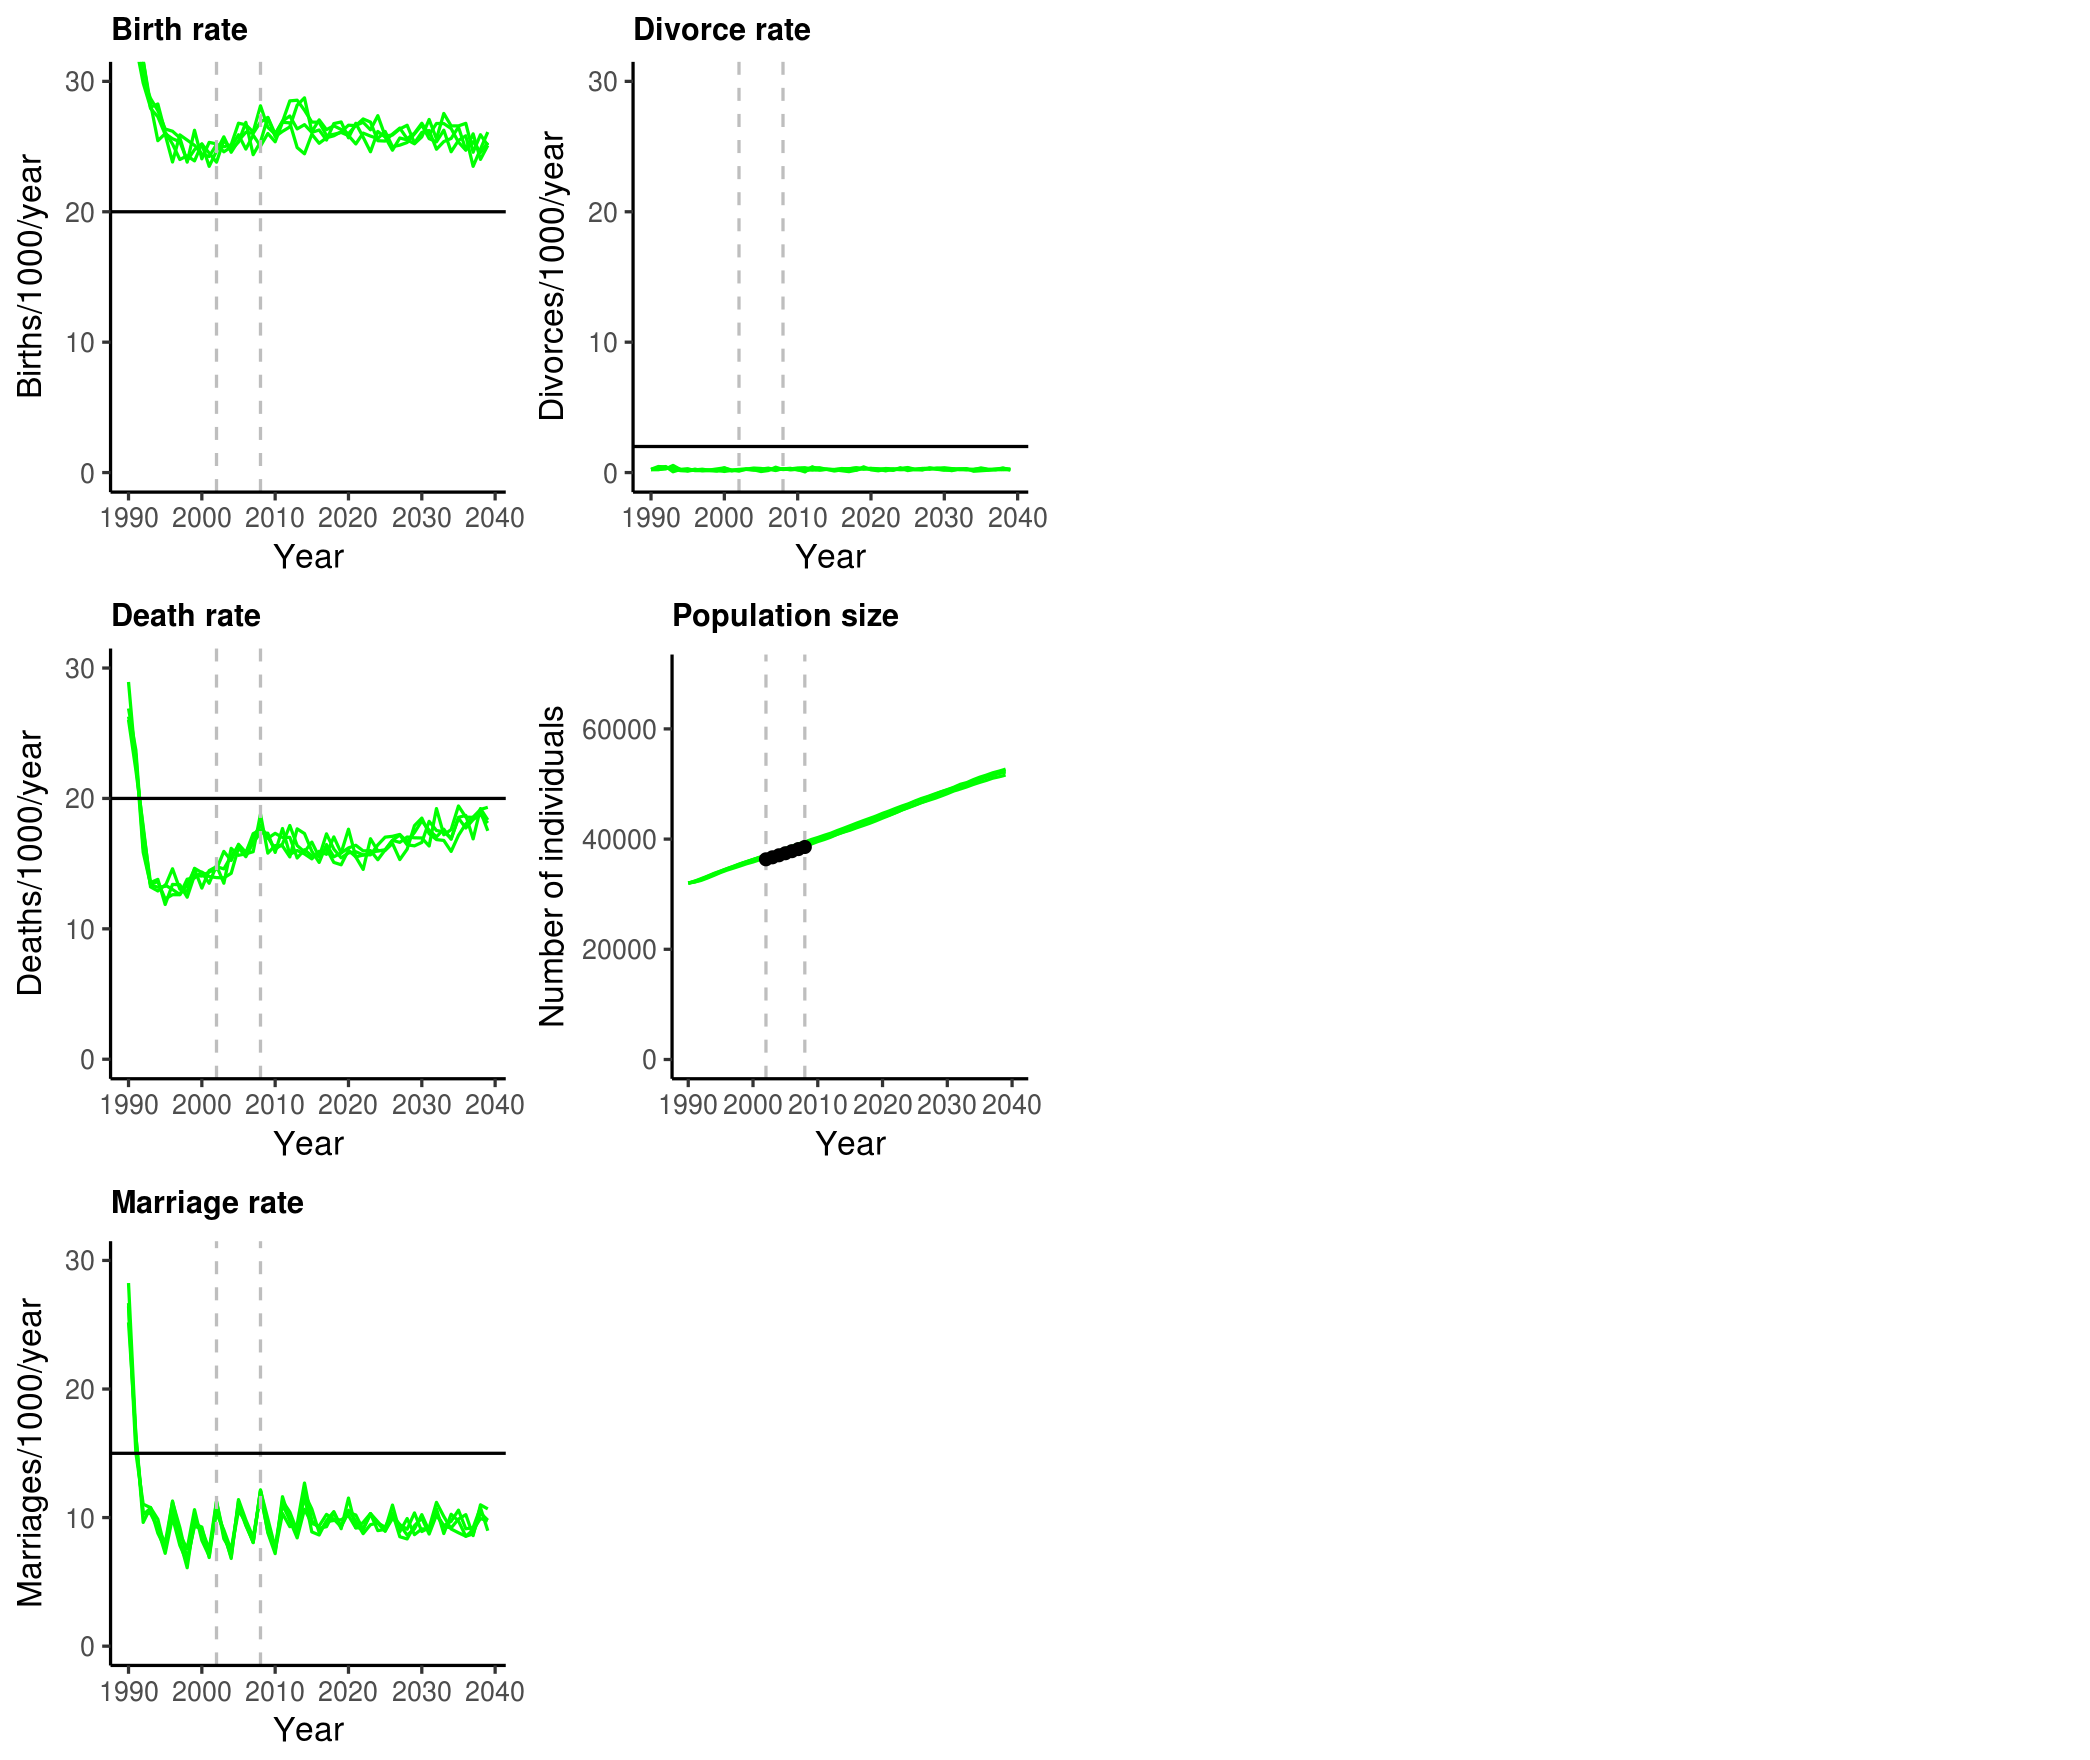 Birth rate
Births/1000/year
30
20
10
0
1990 2000 2010 2020 2030 2040
Year
Divorce rate
Divorces/1000/year
30
20
10
0
1990 2000 2010 2020 2030 2040
Year
Death rate
Deaths/1000/year
30
20
10
0
1990 2000 2010 2020 2030 2040
Year
Population size
Number of individuals
60000
40000
20000
0
1990 2000 2010 2020 2030 2040
Year
Marriage rate
Marriages/1000/year
30
20
10
0
1990 2000 2010 2020 2030 2040
Year